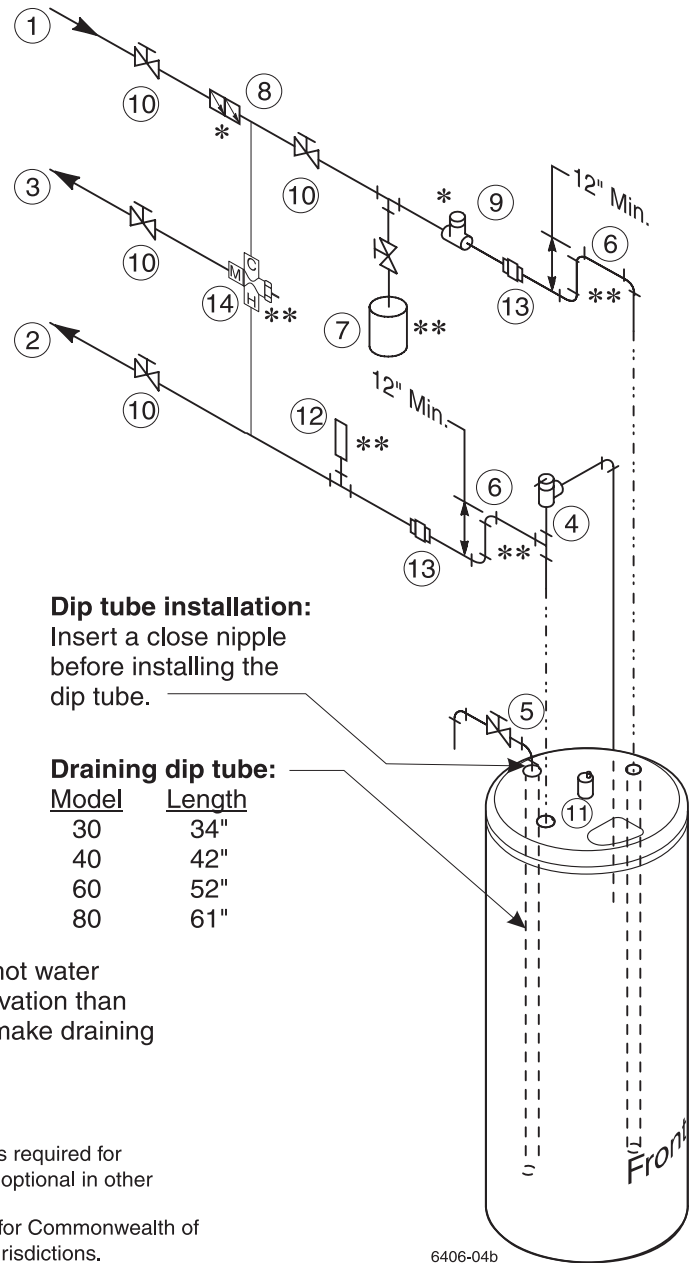 1
10
*
8
10
3
10
M
C
H
14
**
2
10
7
**
*
9
13
12" Min.
6
**
12
**
12" Min.
13
6
**
4
Dip tube installation:
Insert a close nipple
before installing the
dip tube.
5
11
Draining dip tube:
Model Length
30 34"
40 42"
60 52"
80 61"
not water
vation than
make draining
s required for
optional in other
for Commonwealth of
risdictions.
Front
6406-04b